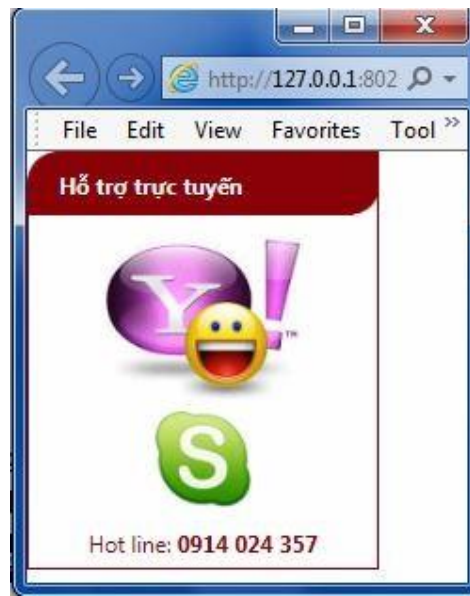 http://127.0.0.1:802
File Edit View Favorites Tool »
Hỗ trợ trực tuyến
Y! ™
S
Hot line: 0914 024 357